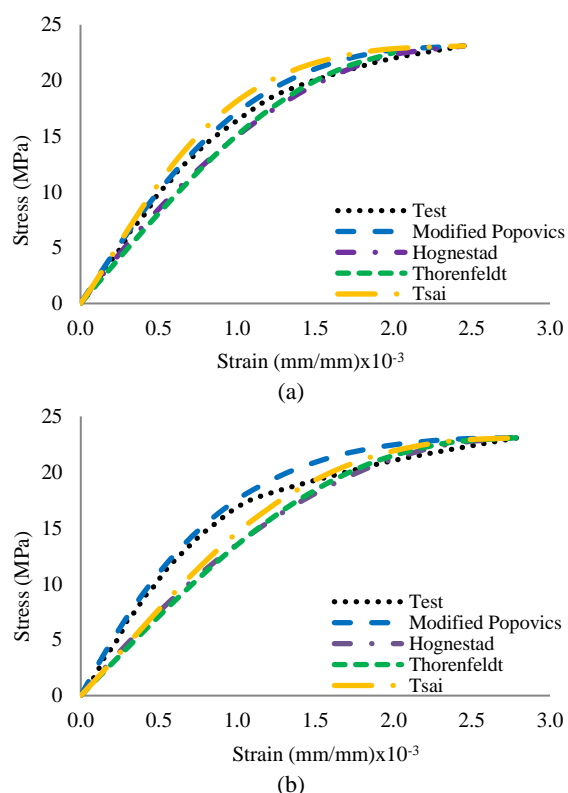 25
20
15
10
5
0
Stress (MPa)
Test
Modified Popovics
Hognestad
Thorenfeldt
Tsai
0.0 0.5 1.0 1.5 2.0 2.5 3.0
Strain (mm/mm)x10⁻³
(a)
25
20
15
10
5
0
Stress (MPa)
Test
Modified Popovics
Hognestad
Thorenfeldt
Tsai
0.0 0.5 1.0 1.5 2.0 2.5 3.0
Strain (mm/mm)x10⁻³
(b)